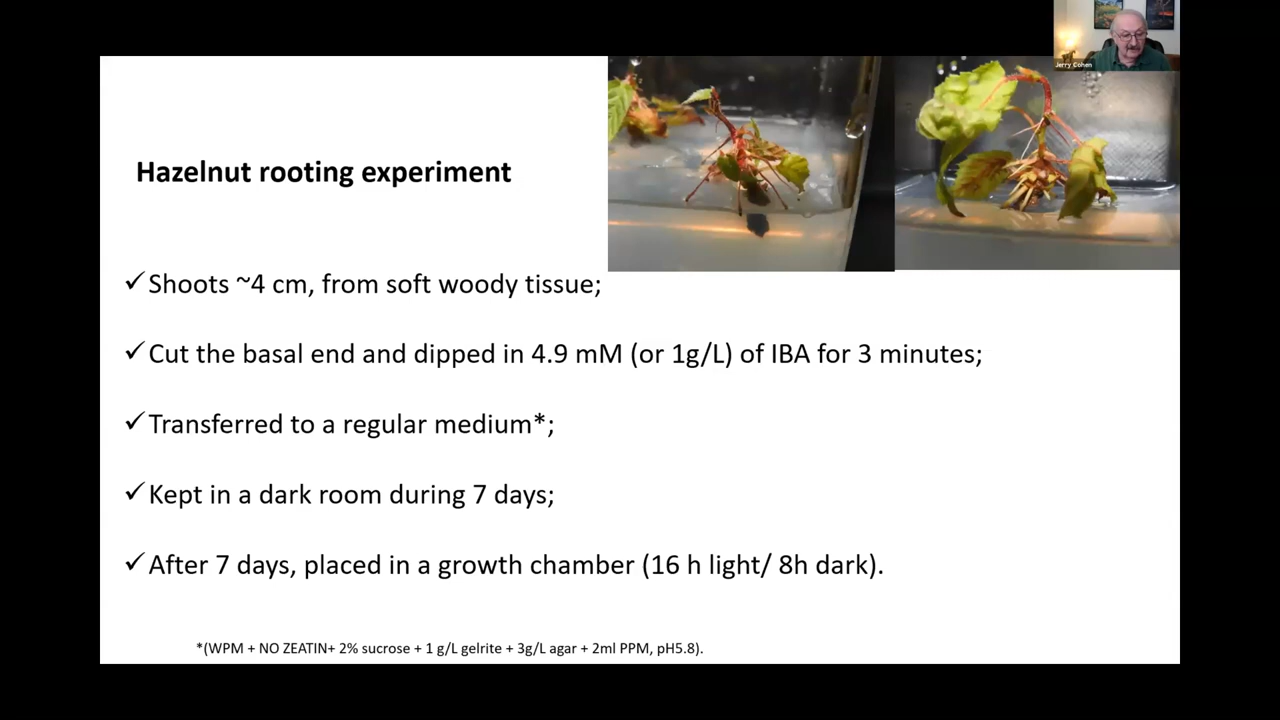 Jerry Cohen
Hazelnut rooting experiment
✓Shoots ~4 cm, from soft woody tissue;
✓Cut the basal end and dipped in 4.9 mM (or 1g/L) of IBA for 3 minutes;
✓Transferred to a regular medium*;
✓Kept in a dark room during 7 days;
✓After 7 days, placed in a growth chamber (16 h light/ 8h dark).
*(WPM + NO ZEATIN+ 2% sucrose + 1 g/L gelrite + 3g/L agar + 2ml PPM, pH5.8).